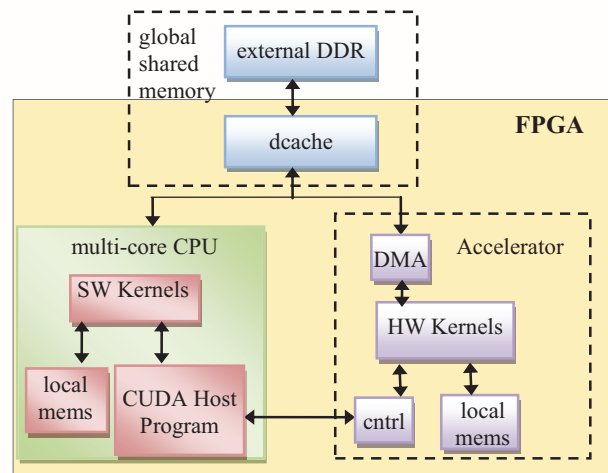 global
shared
memory
external DDR
dcache
FPGA
multi-core CPU
SW Kernels
local
mems
CUDA Host
Program
Accelerator
DMA
HW Kernels
cntrl
local
mems